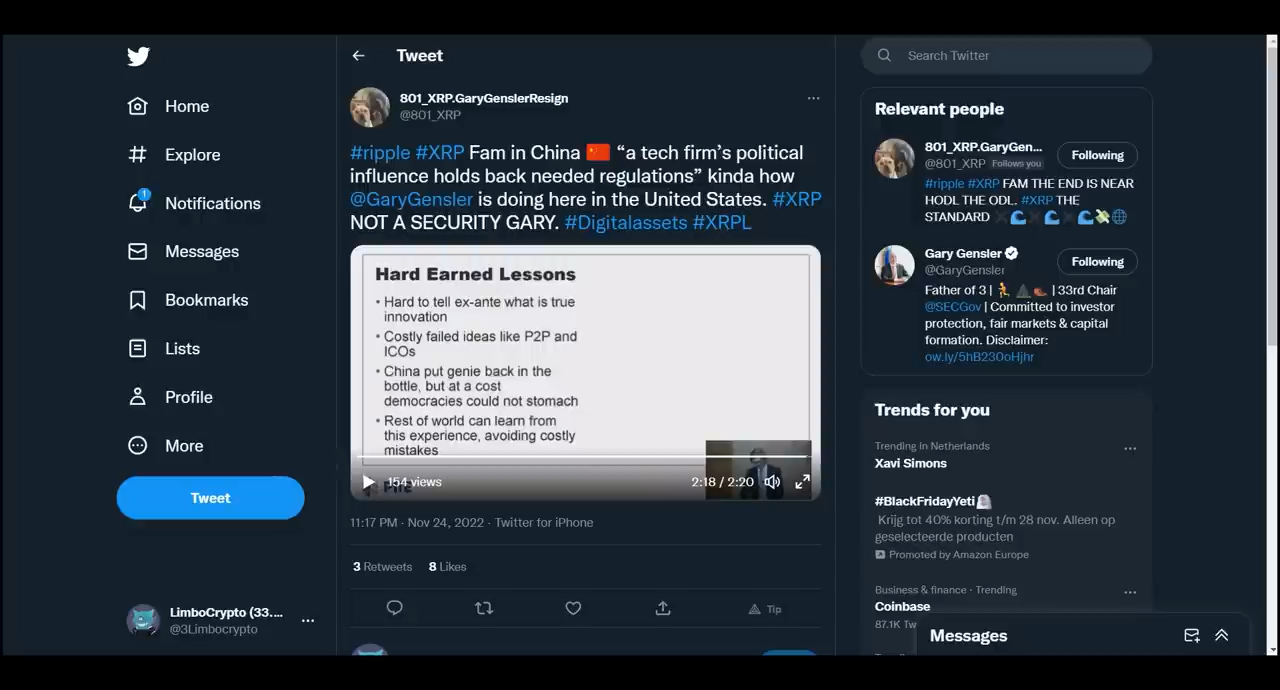 Home
Explore
1
Notifications
Messages
Bookmarks
Lists
Profile
More
Tweet
LimboCrypto (33....
@3Limbocrypto
Tweet
801_XRP.GaryGenslerResign
@801_XRP
#ripple #XRP Fam in China 🇨🇳 “a tech firm’s political
influence holds back needed regulations” kinda how
@GaryGensler is doing here in the United States. #XRP
NOT A SECURITY GARY. #Digitalassets #XRPL
Hard Earned Lessons
• Hard to tell ex-ante what is true
innovation
• Costly failed ideas like P2P and
ICOs
• China put genie back in the
bottle, but at a cost
democracies could not stomach
• Rest of world can learn from
this experience, avoiding costly
mistakes
154 views
2:18 / 2:20
11:17 PM · Nov 24, 2022 · Twitter for iPhone
3 Retweets 8 Likes
Tip
Search Twitter
Relevant people
801_XRP.GaryGen...
@801_XRP Follows you
Following
#ripple #XRP FAM THE END IS NEAR
HODL THE ODL. #XRP THE
STANDARD
Gary Gensler
@GaryGensler
Following
Father of 3 | | 33rd Chair
@SECGov | Committed to investor
protection, fair markets & capital
formation. Disclaimer:
ow.ly/5hB230oHjhr
Trends for you
Trending in Netherlands
Xavi Simons
#BlackFridayYeti
Krijg tot 40% korting t/m 28 nov. Alleen op
geselecteerde producten
Promoted by Amazon Europe
Business & finance · Trending
Coinbase
87.1K Tw
Messages